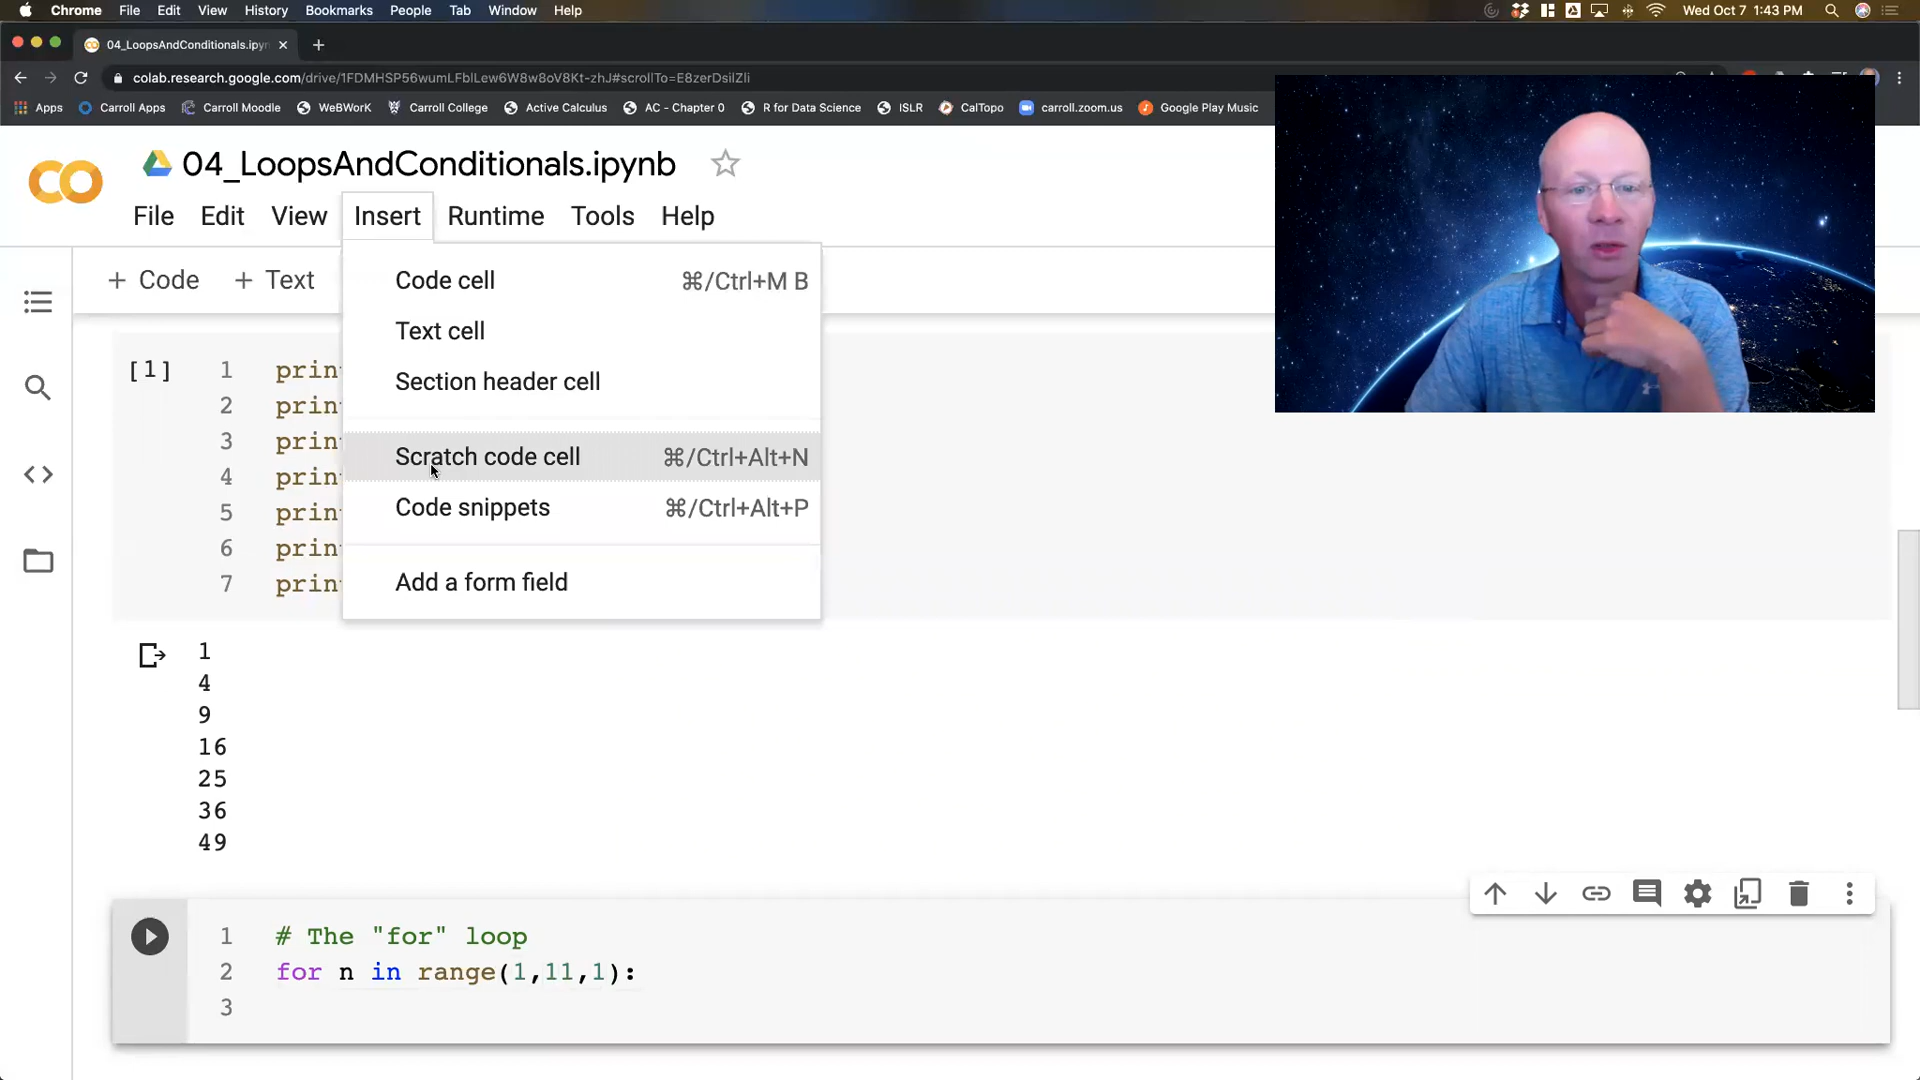 Chrome File Edit View History Bookmarks People Tab Window Help Wed Oct 7 1:43 PM
04_LoopsAndConditionals.ipyn
colab.research.google.com/drive/1FDMHSP56wumLFblLew6W8w8oV8Kt-zhJ#scrollTo=E8zerDsilZli
Apps Carroll Apps Carroll Moodle WeBWorK Carroll College Active Calculus AC - Chapter 0 R for Data Science ISLR CalTopo carroll.zoom.us Google Play Music
04_LoopsAndConditionals.ipynb
File Edit View Insert Runtime Tools Help
+ Code + Text
Code cell ⌘/Ctrl+M B
Text cell
Section header cell
Scratch code cell ⌘/Ctrl+Alt+N
Code snippets ⌘/Ctrl+Alt+P
Add a form field
[1] 1 prin
2 prin
3 prin
4 prin
5 prin
6 prin
7 prin
1
4
9
16
25
36
49
1 # The "for" loop
2 for n in range(1,11,1):
3